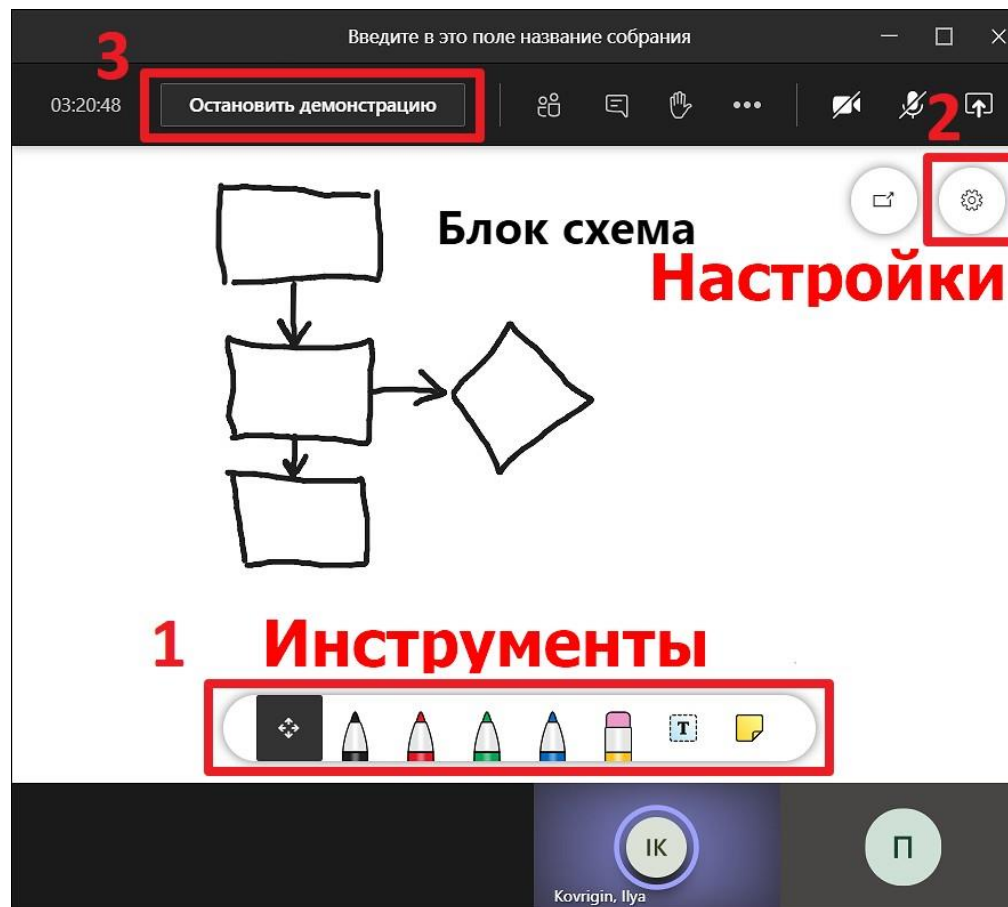 Введите в это поле название собрания
3
03:20:48 Остановить демонстрацию
2
Блок схема
Настройки
1 Инструменты
T
IK П
Kovrigin, Ilya